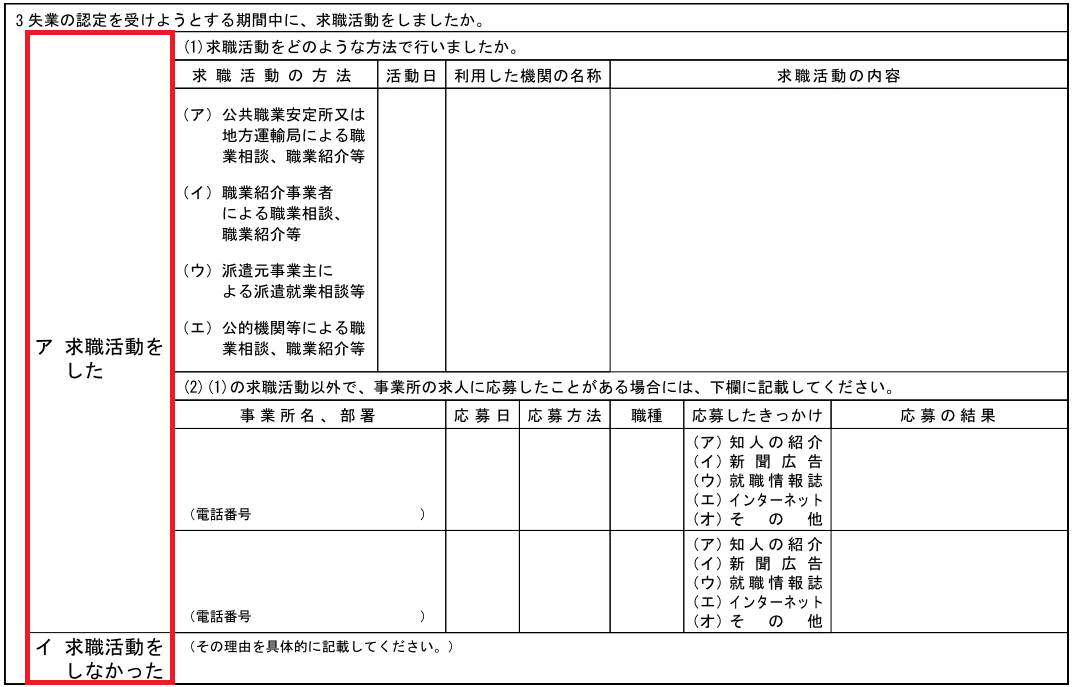 3 失業の認定を受けようとする期間中に、求職活動をしましたか。
(1)求職活動をどのような方法で行いましたか。
求職活動の方法 活動日 利用した機関の名称 求職活動の内容
(ア) 公共職業安定所又は
地方運輸局による職
業相談、職業紹介等
(イ) 職業紹介事業者
による職業相談、
職業紹介等
(ウ) 派遣元事業主に
よる派遣就業相談等
(エ) 公的機関等による職
業相談、職業紹介等
ア 求職活動を
した
(2)(1)の求職活動以外で、事業所の求人に応募したことがある場合には、下欄に記載してください。
事業所名、部署 応募日 応募方法 職種 応募したきっかけ 応募の結果
(ア)知人の紹介
(イ)新聞広告
(ウ)就職情報誌
(エ)インターネット
(オ)その他
(電話番号 )
(ア)知人の紹介
(イ)新聞広告
(ウ)就職情報誌
(エ)インターネット
(オ)その他
(電話番号 )
イ 求職活動を
しなかった
(その理由を具体的に記載してください。)